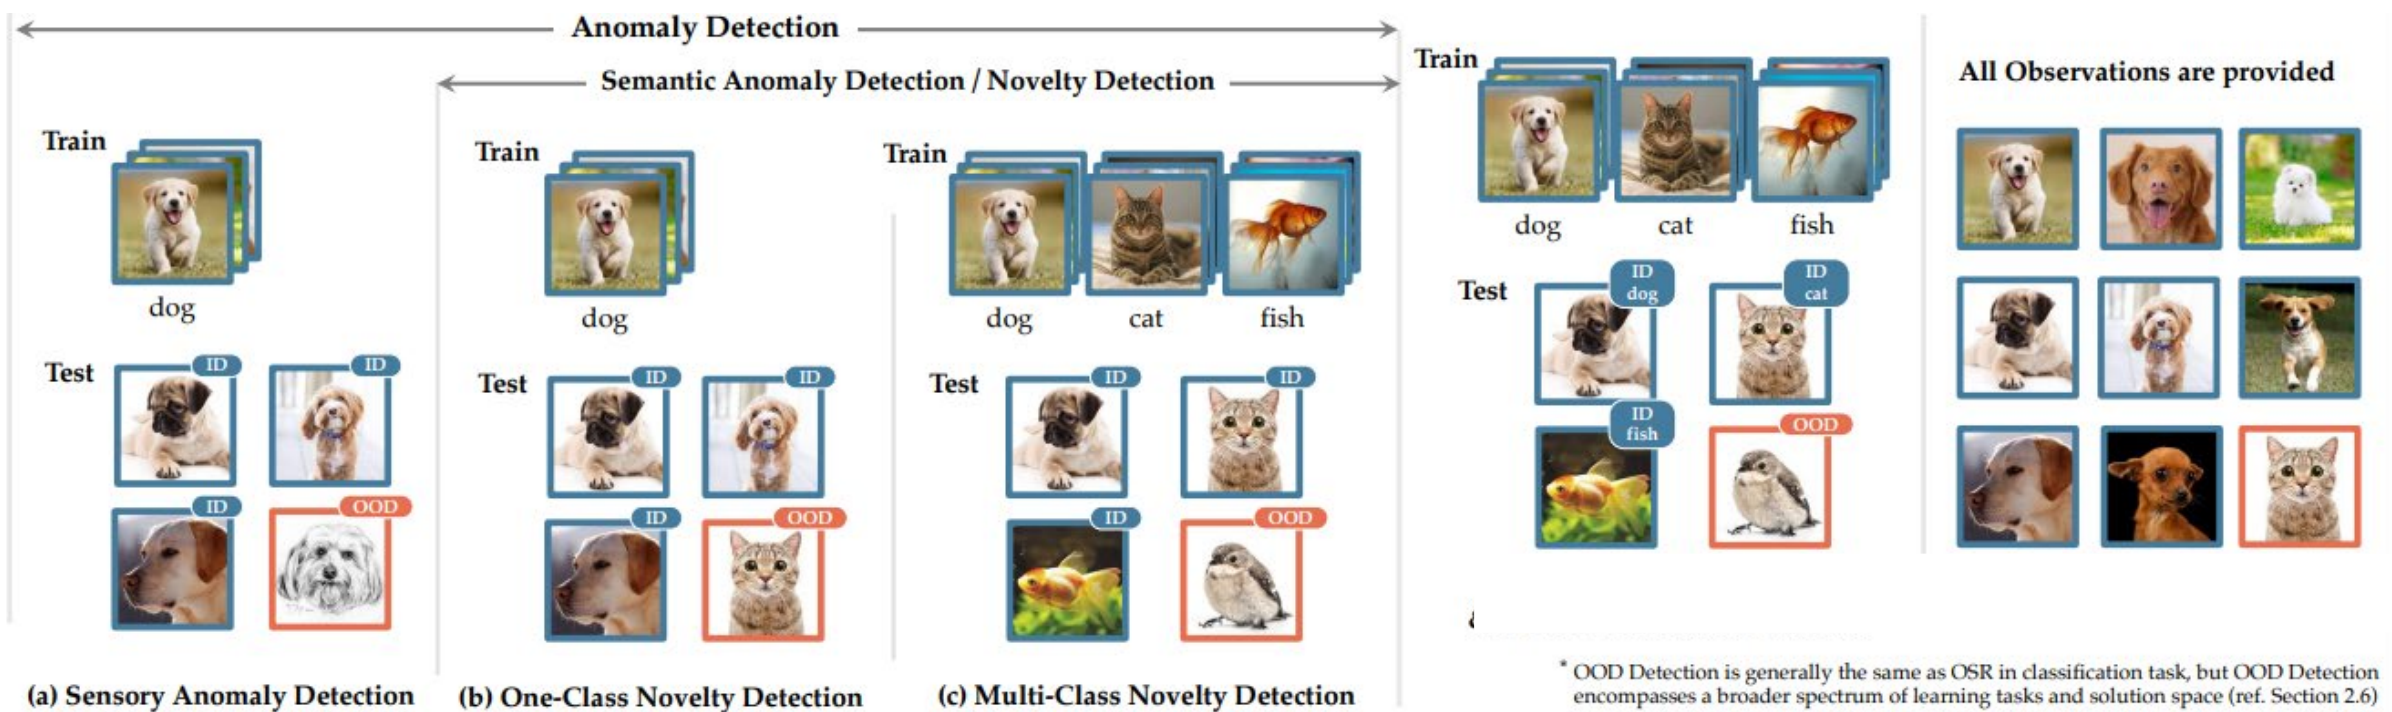 Anomaly Detection
Semantic Anomaly Detection / Novelty Detection
Train
dog
Test
ID
ID
ID
OOD
(a) Sensory Anomaly Detection
Train
dog
Test
ID
ID
ID
OOD
(b) One-Class Novelty Detection
Train
dog
cat
fish
Test
ID
ID
ID
OOD
(c) Multi-Class Novelty Detection
Train
dog
cat
fish
Test
ID
dog
ID
cat
ID
fish
OOD
All Observations are provided
* OOD Detection is generally the same as OSR in classification task, but OOD Detection
encompasses a broader spectrum of learning tasks and solution space (ref. Section 2.6)